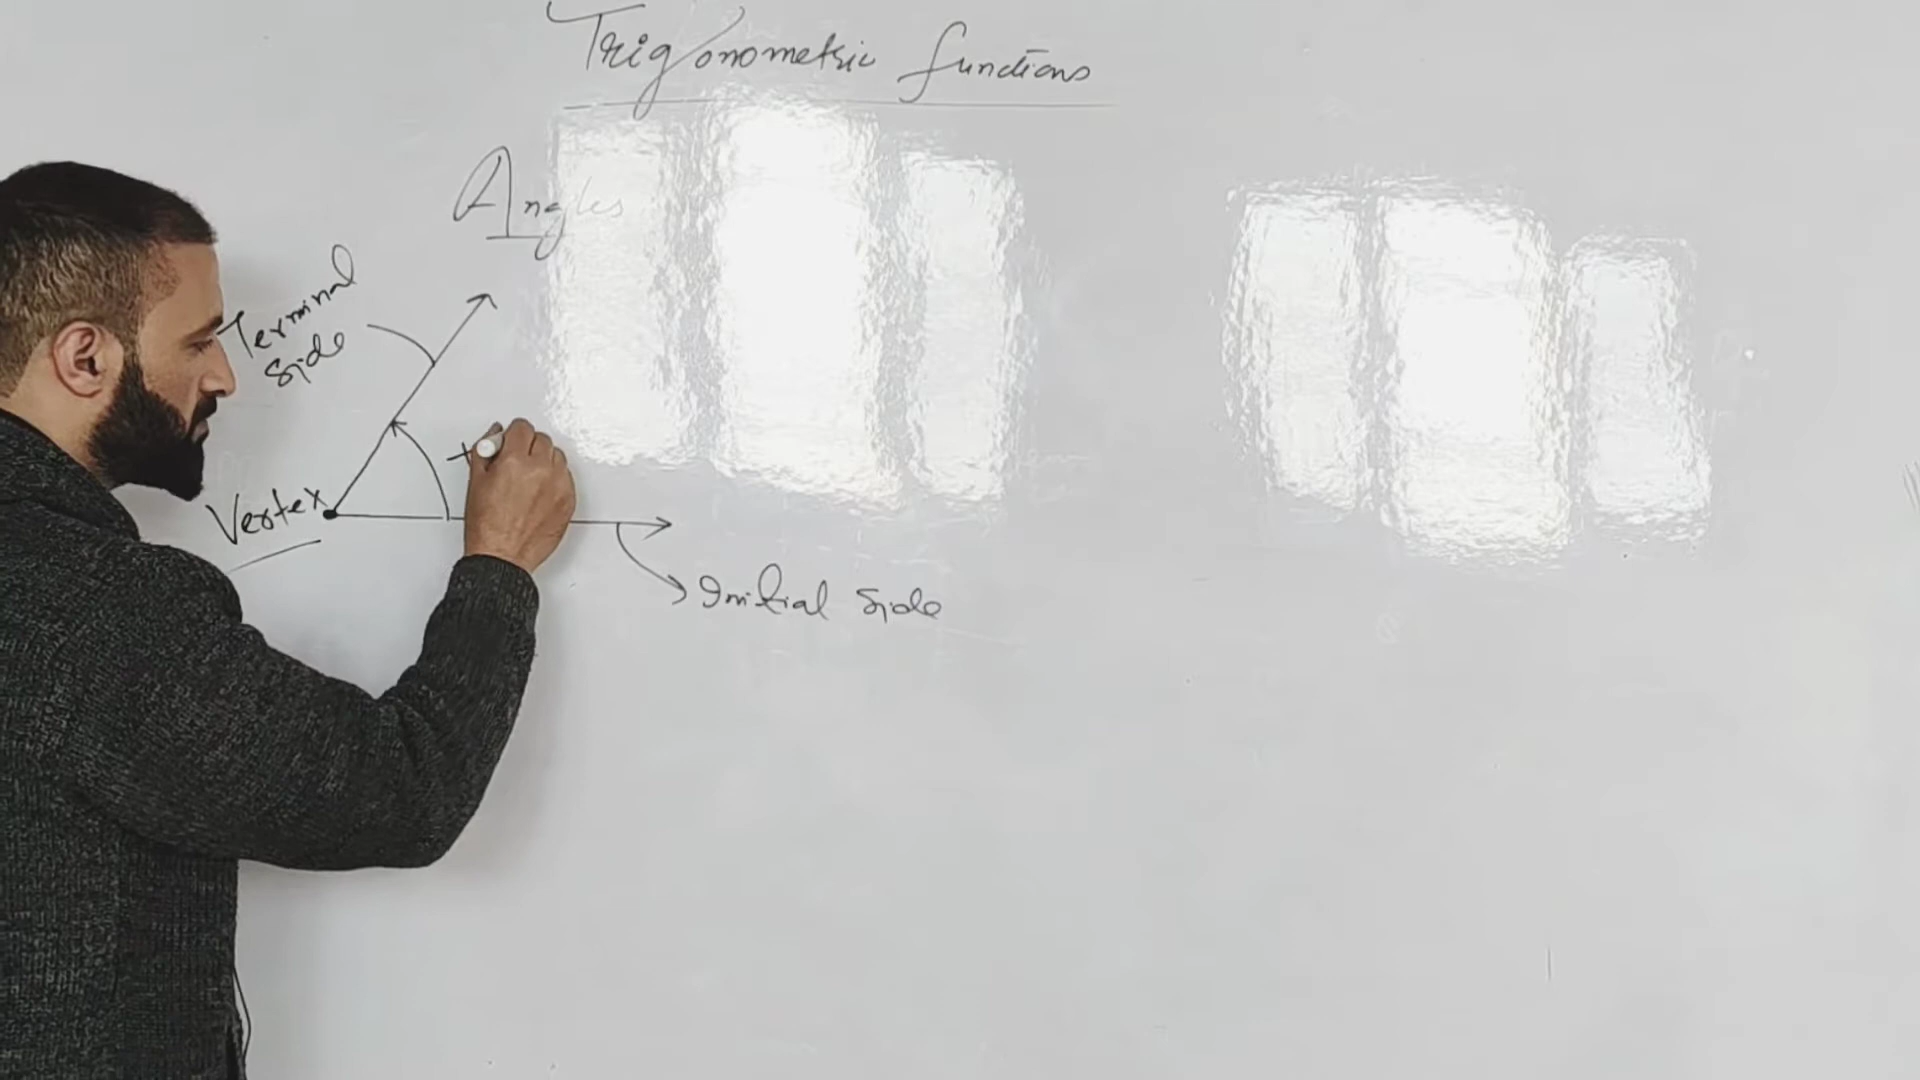 Trigonometric functions
Angles
Terminal
Side
+
Vertex
Initial Side